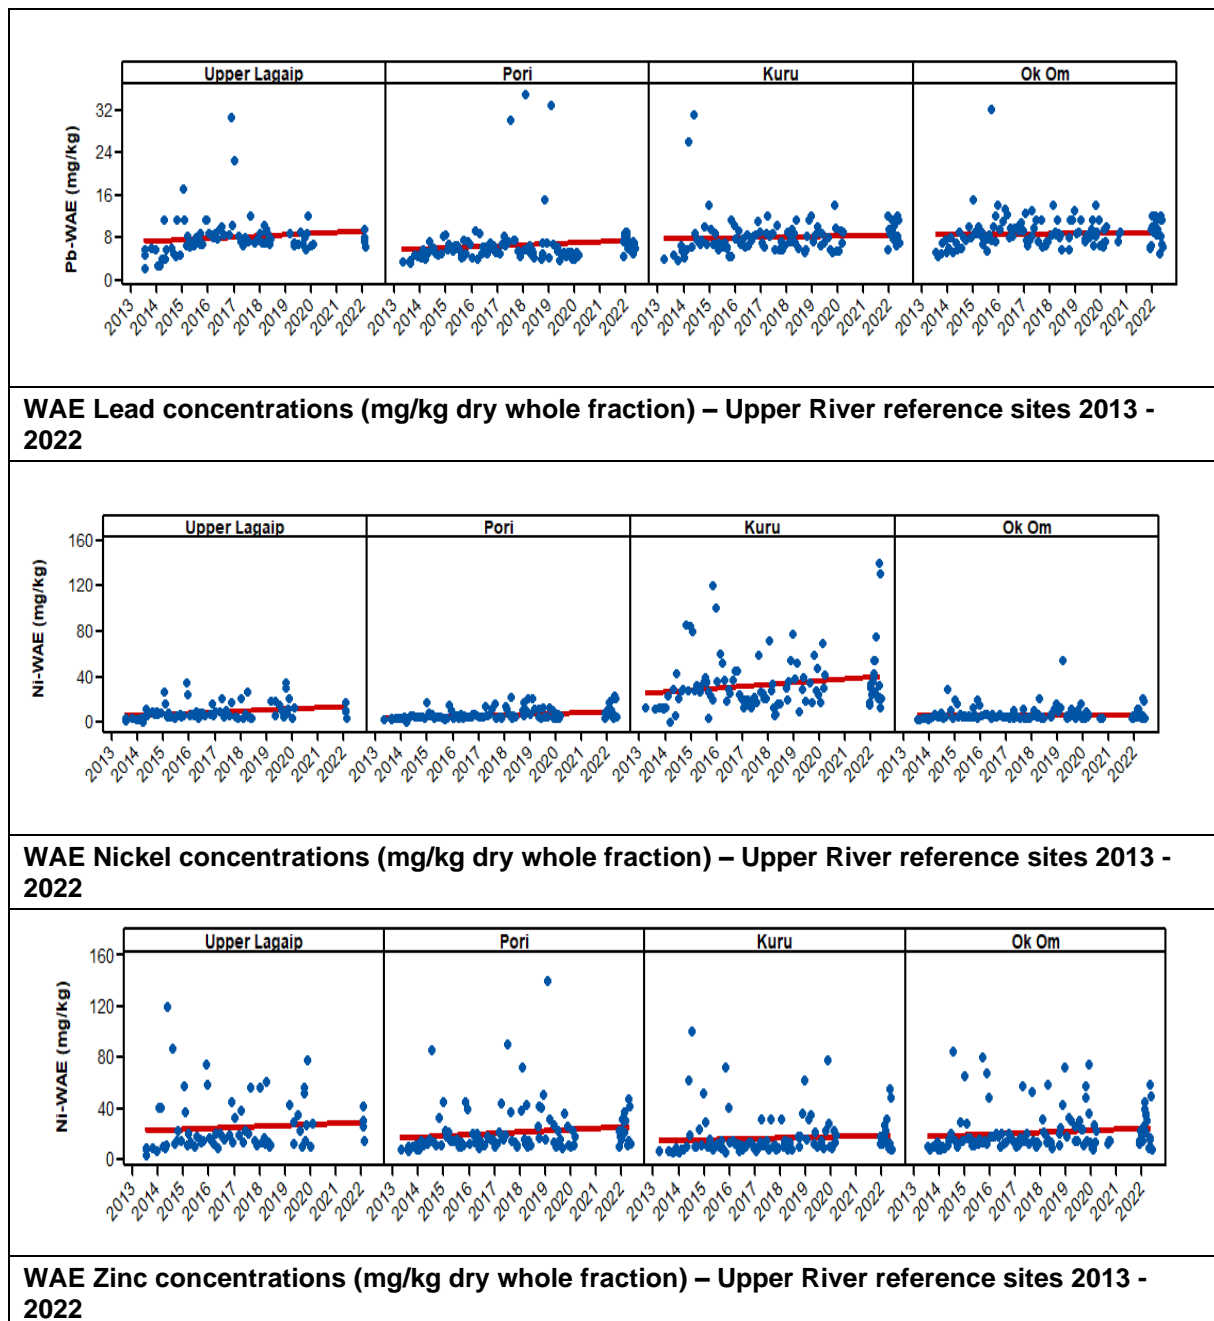 Upper Lagaip Pori Kuru Ok Om
Pb-WAE (mg/kg)
32
24
16
8
0
2013 2014 2015 2016 2017 2018 2019 2020 2021 2022 2013 2014 2015 2016 2017 2018 2019 2020 2021 2022 2013 2014 2015 2016 2017 2018 2019 2020 2021 2022 2013 2014 2015 2016 2017 2018 2019 2020 2021 2022
WAE Lead concentrations (mg/kg dry whole fraction) – Upper River reference sites 2013 -
2022
Upper Lagaip Pori Kuru Ok Om
Ni-WAE (mg/kg)
160
120
80
40
0
2013 2014 2015 2016 2017 2018 2019 2020 2021 2022 2013 2014 2015 2016 2017 2018 2019 2020 2021 2022 2013 2014 2015 2016 2017 2018 2019 2020 2021 2022 2013 2014 2015 2016 2017 2018 2019 2020 2021 2022
WAE Nickel concentrations (mg/kg dry whole fraction) – Upper River reference sites 2013 -
2022
Upper Lagaip Pori Kuru Ok Om
Ni-WAE (mg/kg)
160
120
80
40
0
2013 2014 2015 2016 2017 2018 2019 2020 2021 2022 2013 2014 2015 2016 2017 2018 2019 2020 2021 2022 2013 2014 2015 2016 2017 2018 2019 2020 2021 2022 2013 2014 2015 2016 2017 2018 2019 2020 2021 2022
WAE Zinc concentrations (mg/kg dry whole fraction) – Upper River reference sites 2013 -
2022